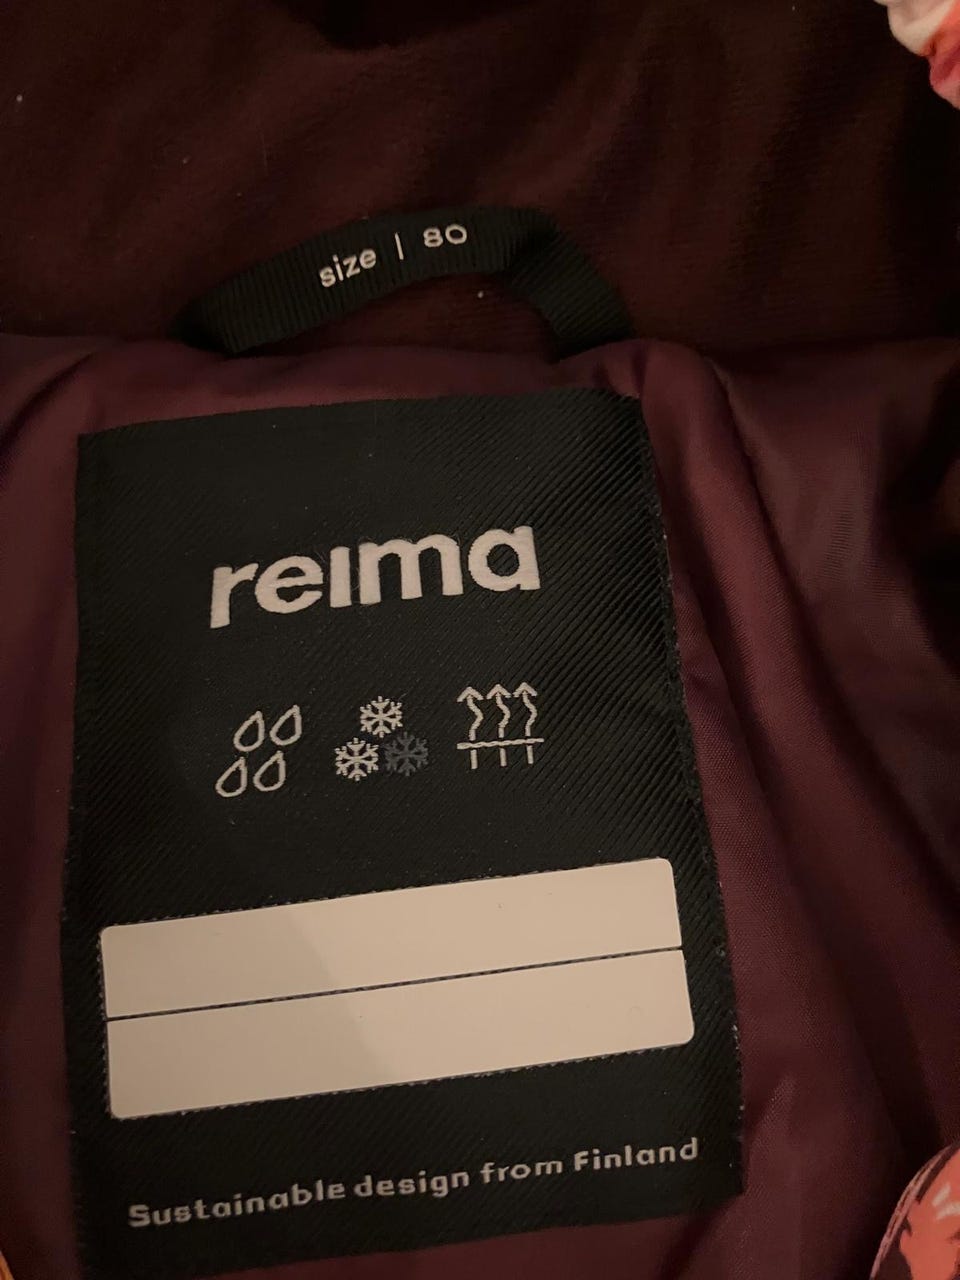 size | 80
reima
Sustainable design from Finland